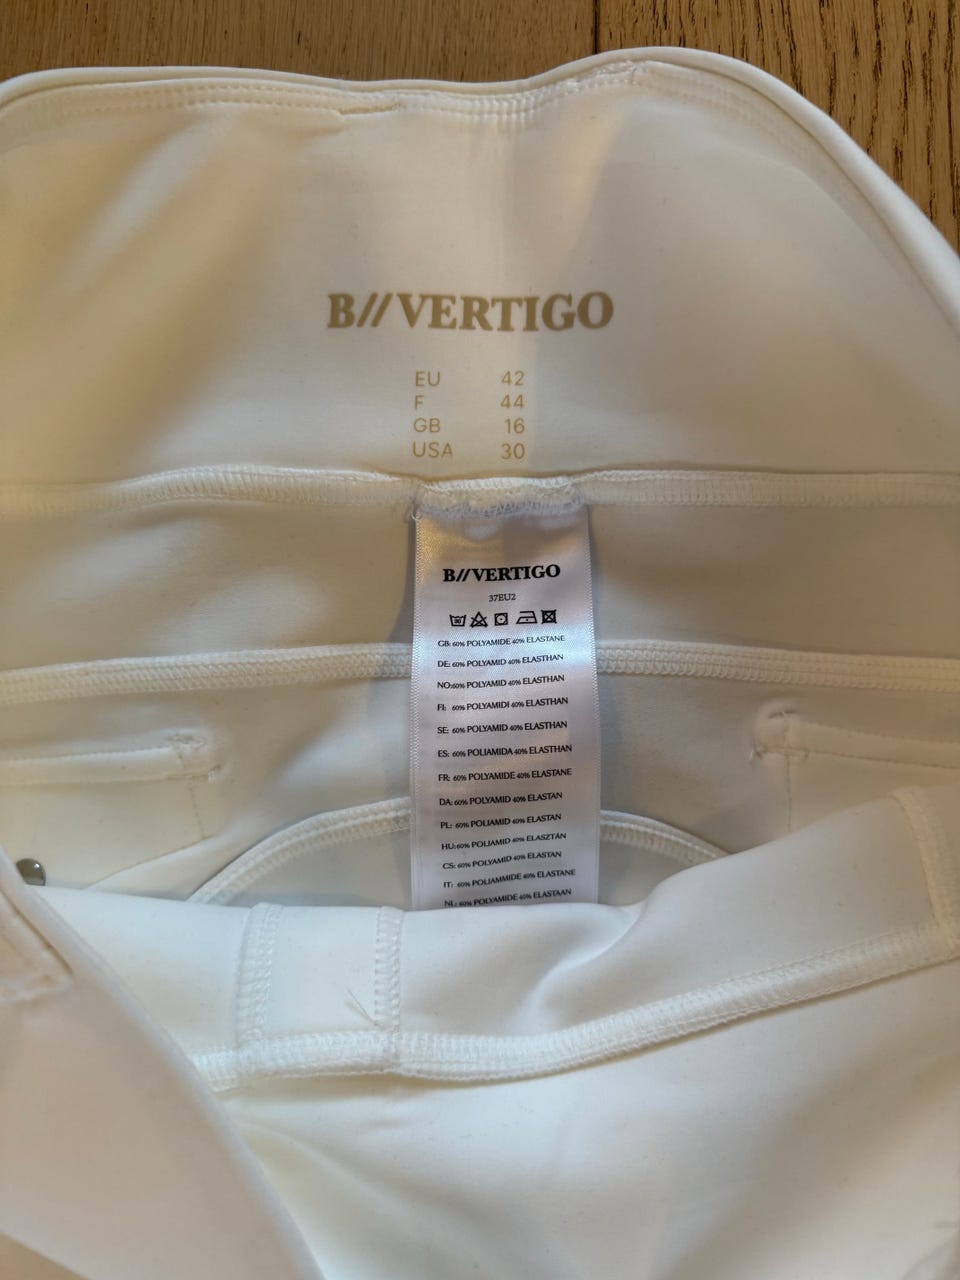 B//VERTIGO
EU 42
F 44
GB 16
USA 30
B//VERTIGO
37EU2
GB: 60% POLYAMIDE 40% ELASTANE
DE: 60% POLYAMID 40% ELASTHAN
NO:60% POLYAMID 40% ELASTHAN
FI: 60% POLYAMIDI 40% ELASTHAN
SE: 60% POLYAMID 40% ELASTHAN
ES: 60% POLIAMIDA 40% ELASTHAN
FR: 60% POLYAMIDE 40% ELASTANE
DA: 60% POLYAMID 40% ELASTAN
PL: 60% POLIAMID 40% ELASTAN
HU:60% POLIAMID 40% ELASZTÁN
CS: 60% POLYAMID 40% ELASTAN
IT: 60% POLIAMMIDE 40% ELASTANE
NL: 60% POLYAMIDE 40% ELASTAAN